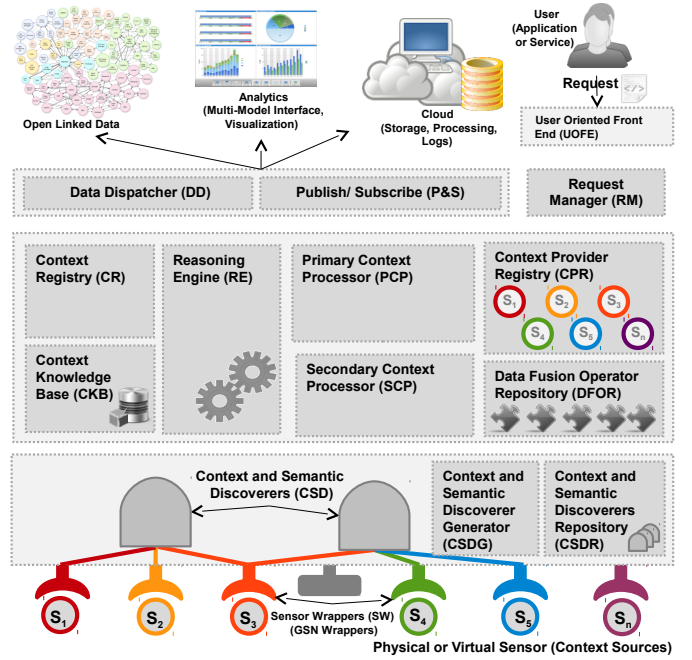 User
(Application
or Service)
Request
</>
Analytics
(Multi-Model Interface,
Visualization)
Open Linked Data
Cloud
(Storage, Processing,
Logs)
User Oriented Front
End (UOFE)
Data Dispatcher (DD)
Publish/ Subscribe (P&S)
Request
Manager (RM)
Context
Registry (CR)
Reasoning
Engine (RE)
Primary Context
Processor (PCP)
Context Provider
Registry (CPR)
S1
S2
S3
S4
S5
Sn
Context
Knowledge
Base (CKB)
Secondary Context
Processor (SCP)
Data Fusion Operator
Repository (DFOR)
Context and Semantic
Discoverers (CSD)
Context and
Semantic
Discoverer
Generator
(CSDG)
Context and
Semantic
Discoverers
Repository
(CSDR)
S1
S2
S3
Sensor Wrappers (SW)
(GSN Wrappers)
S4
S5
Sn
Physical or Virtual Sensor (Context Sources)